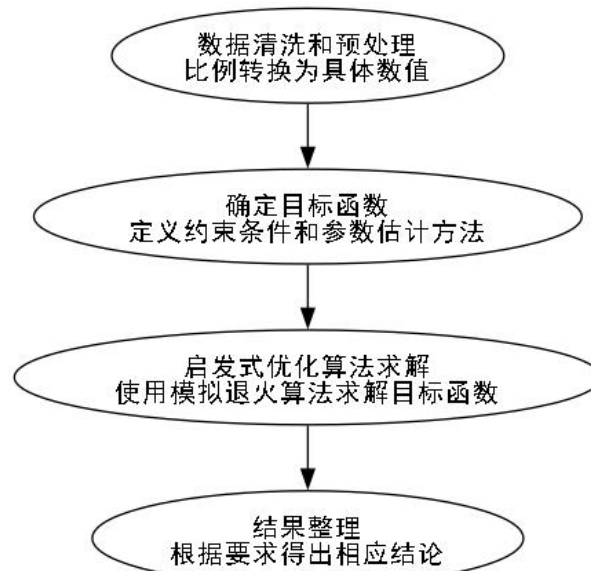 数据清洗和预处理
比例转换为具体数值
确定目标函数
定义约束条件和参数估计方法
启发式优化算法求解
使用模拟退火算法求解目标函数
结果整理
根据要求得出相应结论